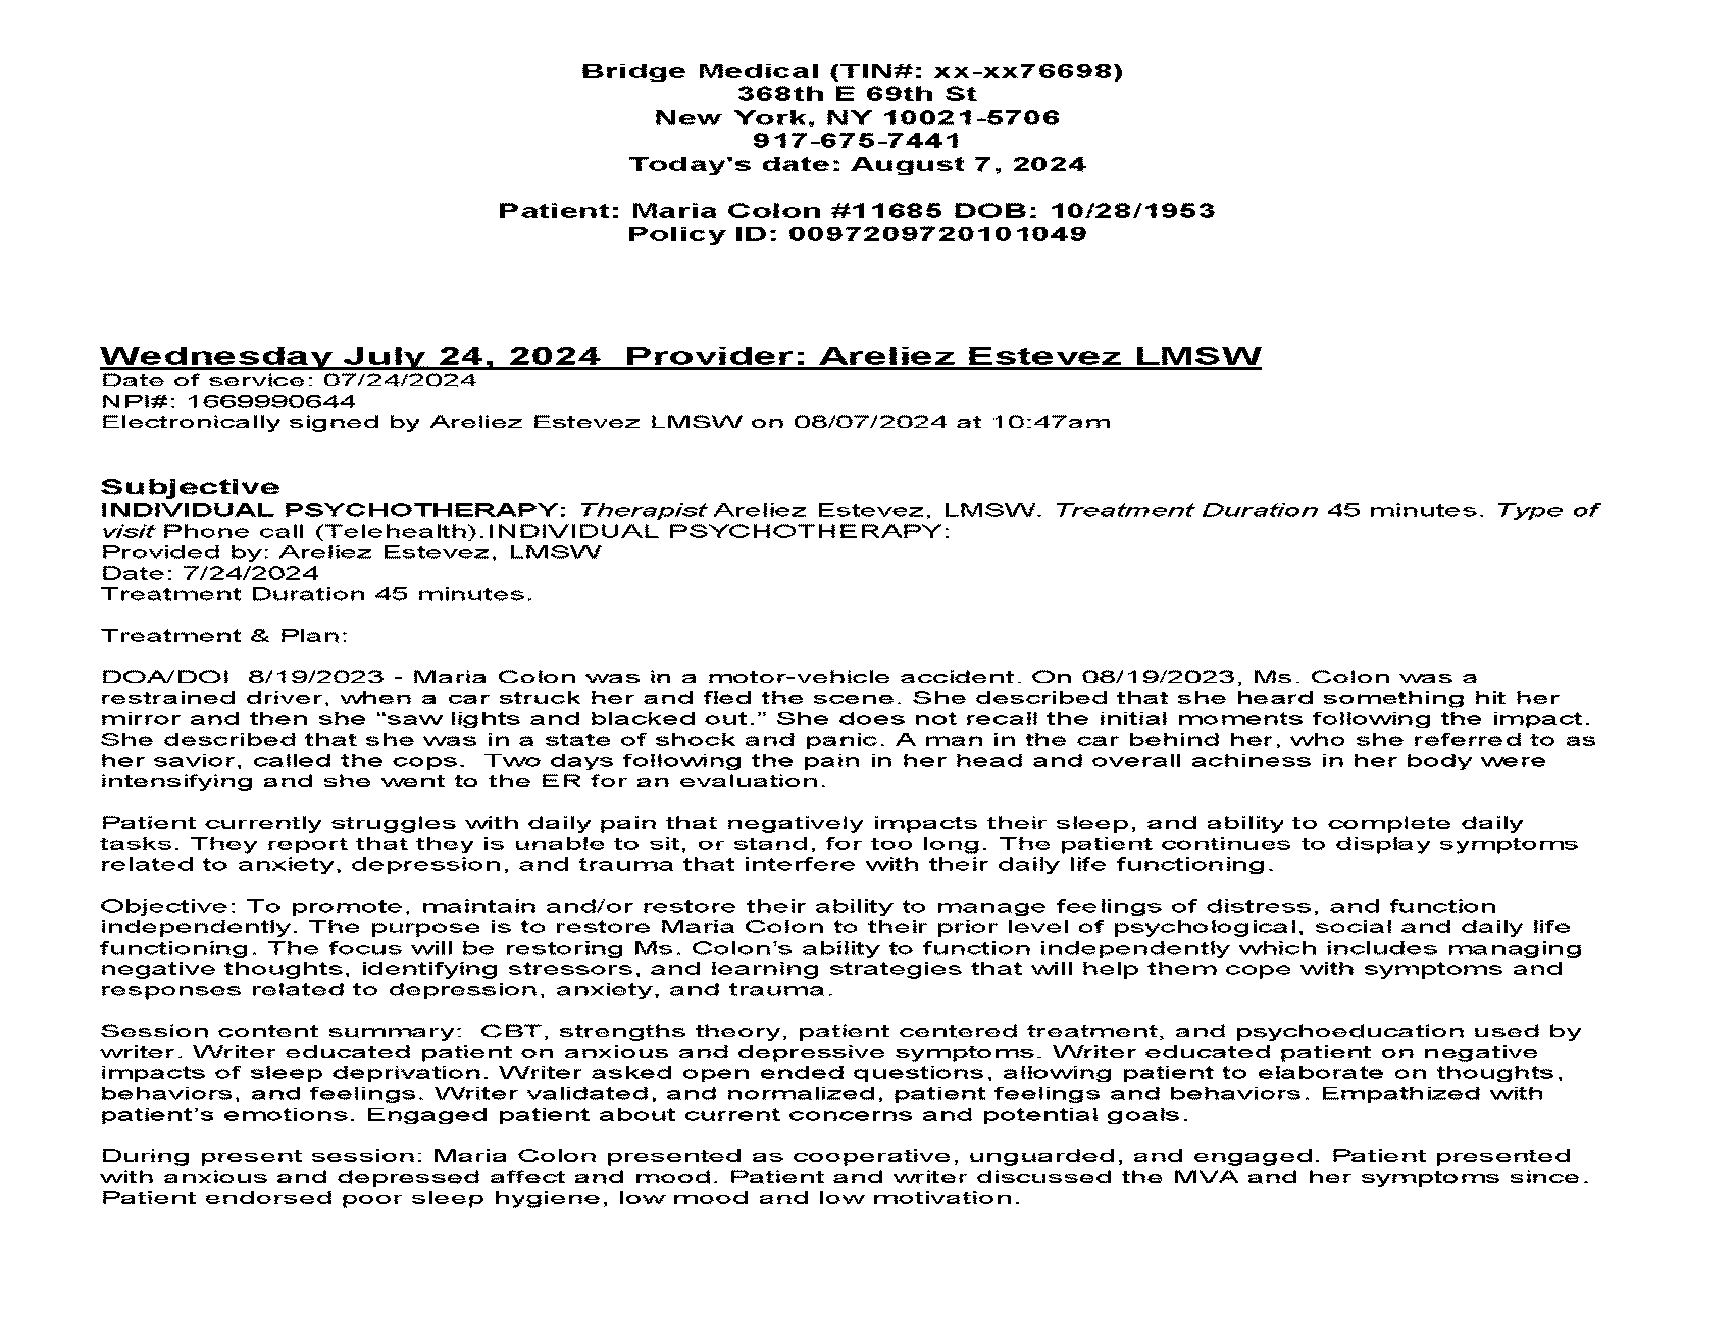 Bridge Medical (TIN#: xx-xx76698)
368th E 69th St
New York, NY 10021-5706
917-675-7441
Today's date: August 7, 2024
Patient: Maria Colon #11685 DOB: 10/28/1953
Policy ID: 0097209720101049
Wednesday July 24, 2024  Provider: Areliez Estevez LMSW
Date of service: 07/24/2024
NPI#: 1669990644
Electronically signed by Areliez Estevez LMSW on 08/07/2024 at 10:47am
Subjective
INDIVIDUAL PSYCHOTHERAPY: Therapist Areliez Estevez, LMSW. Treatment Duration 45 minutes. Type of
visit Phone call (Telehealth).INDIVIDUAL PSYCHOTHERAPY:
Provided by: Areliez Estevez, LMSW
Date: 7/24/2024
Treatment Duration 45 minutes.
Treatment & Plan:
DOA/DOI  8/19/2023 - Maria Colon was in a motor-vehicle accident. On 08/19/2023, Ms. Colon was a
restrained driver, when a car struck her and fled the scene. She described that she heard something hit her
mirror and then she “saw lights and blacked out.” She does not recall the initial moments following the impact.
She described that she was in a state of shock and panic. A man in the car behind her, who she referred to as
her savior, called the cops.  Two days following the pain in her head and overall achiness in her body were
intensifying and she went to the ER for an evaluation.
Patient currently struggles with daily pain that negatively impacts their sleep, and ability to complete daily
tasks. They report that they is unable to sit, or stand, for too long. The patient continues to display symptoms
related to anxiety, depression, and trauma that interfere with their daily life functioning.
Objective: To promote, maintain and/or restore their ability to manage feelings of distress, and function
independently. The purpose is to restore Maria Colon to their prior level of psychological, social and daily life
functioning. The focus will be restoring Ms. Colon’s ability to function independently which includes managing
negative thoughts, identifying stressors, and learning strategies that will help them cope with symptoms and
responses related to depression, anxiety, and trauma.
Session content summary:  CBT, strengths theory, patient centered treatment, and psychoeducation used by
writer. Writer educated patient on anxious and depressive symptoms. Writer educated patient on negative
impacts of sleep deprivation. Writer asked open ended questions, allowing patient to elaborate on thoughts,
behaviors, and feelings. Writer validated, and normalized, patient feelings and behaviors. Empathized with
patient’s emotions. Engaged patient about current concerns and potential goals.
During present session: Maria Colon presented as cooperative, unguarded, and engaged. Patient presented
with anxious and depressed affect and mood. Patient and writer discussed the MVA and her symptoms since.
Patient endorsed poor sleep hygiene, low mood and low motivation.